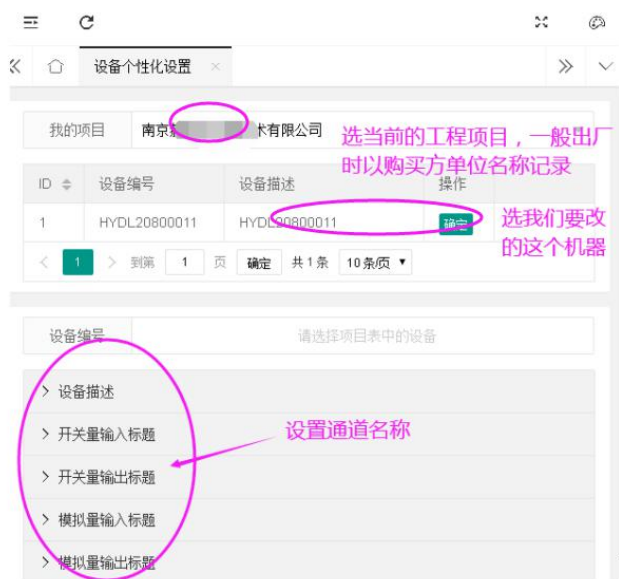 设备个性化设置
我的项目
南京
术有限公司
选当前的工程项目，一般出厂
时以购买方单位名称记录
ID 设备编号 设备描述 操作
1 HYDL20800011 HYDL20800011 确定
选我们要改
的这个机器
1 到第 1 页 确定 共1条 10条/页
设备编号 请选择项目表中的设备
设备描述
开关量输入标题
设置通道名称
开关量输出标题
模拟量输入标题
模拟量输出标题